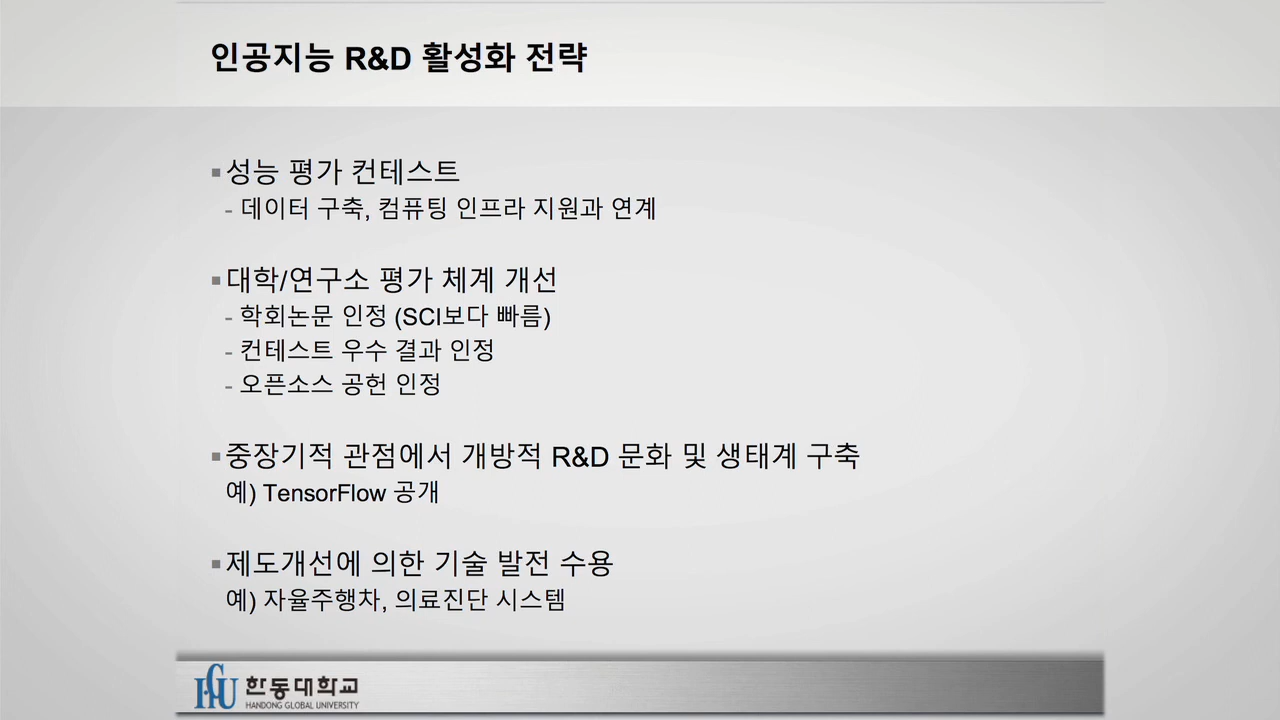 인공지능 R&D 활성화 전략
▪성능 평가 컨테스트
- 데이터 구축, 컴퓨팅 인프라 지원과 연계
▪대학/연구소 평가 체계 개선
- 학회논문 인정 (SCI보다 빠름)
- 컨테스트 우수 결과 인정
- 오픈소스 공헌 인정
▪중장기적 관점에서 개방적 R&D 문화 및 생태계 구축
예) TensorFlow 공개
▪제도개선에 의한 기술 발전 수용
예) 자율주행차, 의료진단 시스템
HGU 한동대학교
HANDONG GLOBAL UNIVERSITY